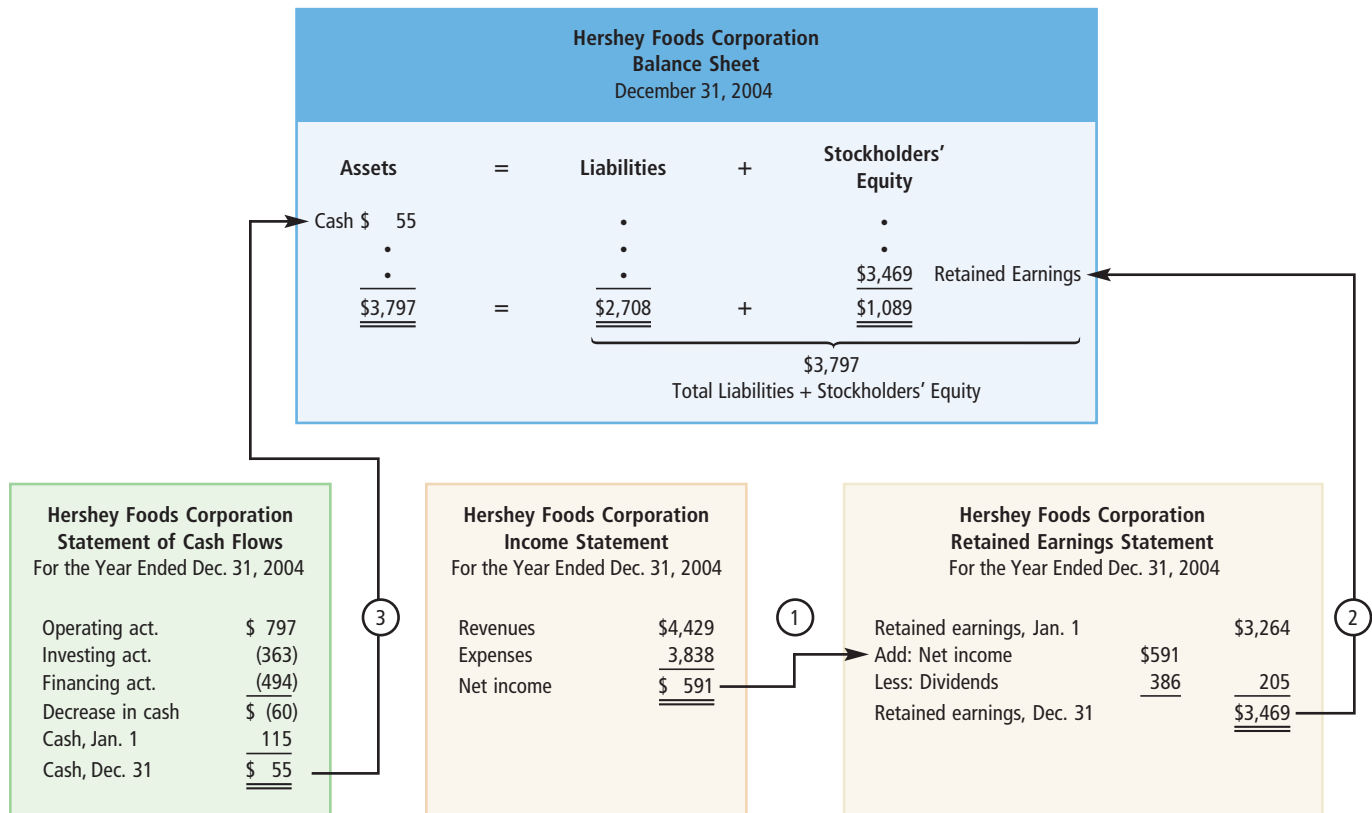 Hershey Foods Corporation
Balance Sheet
December 31, 2004
Assets = Liabilities + Stockholders' Equity
Cash $ 55
$3,469 Retained Earnings
$3,797 = $2,708 + $1,089
$3,797
Total Liabilities + Stockholders' Equity
Hershey Foods Corporation
Statement of Cash Flows
For the Year Ended Dec. 31, 2004
Operating act. $ 797
Investing act. (363)
Financing act. (494)
Decrease in cash $ (60)
Cash, Jan. 1 115
Cash, Dec. 31 $ 55
3
Hershey Foods Corporation
Income Statement
For the Year Ended Dec. 31, 2004
Revenues $4,429
Expenses 3,838
Net income $ 591
1
Hershey Foods Corporation
Retained Earnings Statement
For the Year Ended Dec. 31, 2004
Retained earnings, Jan. 1 $3,264
Add: Net income $591
Less: Dividends 386 205
Retained earnings, Dec. 31 $3,469
2